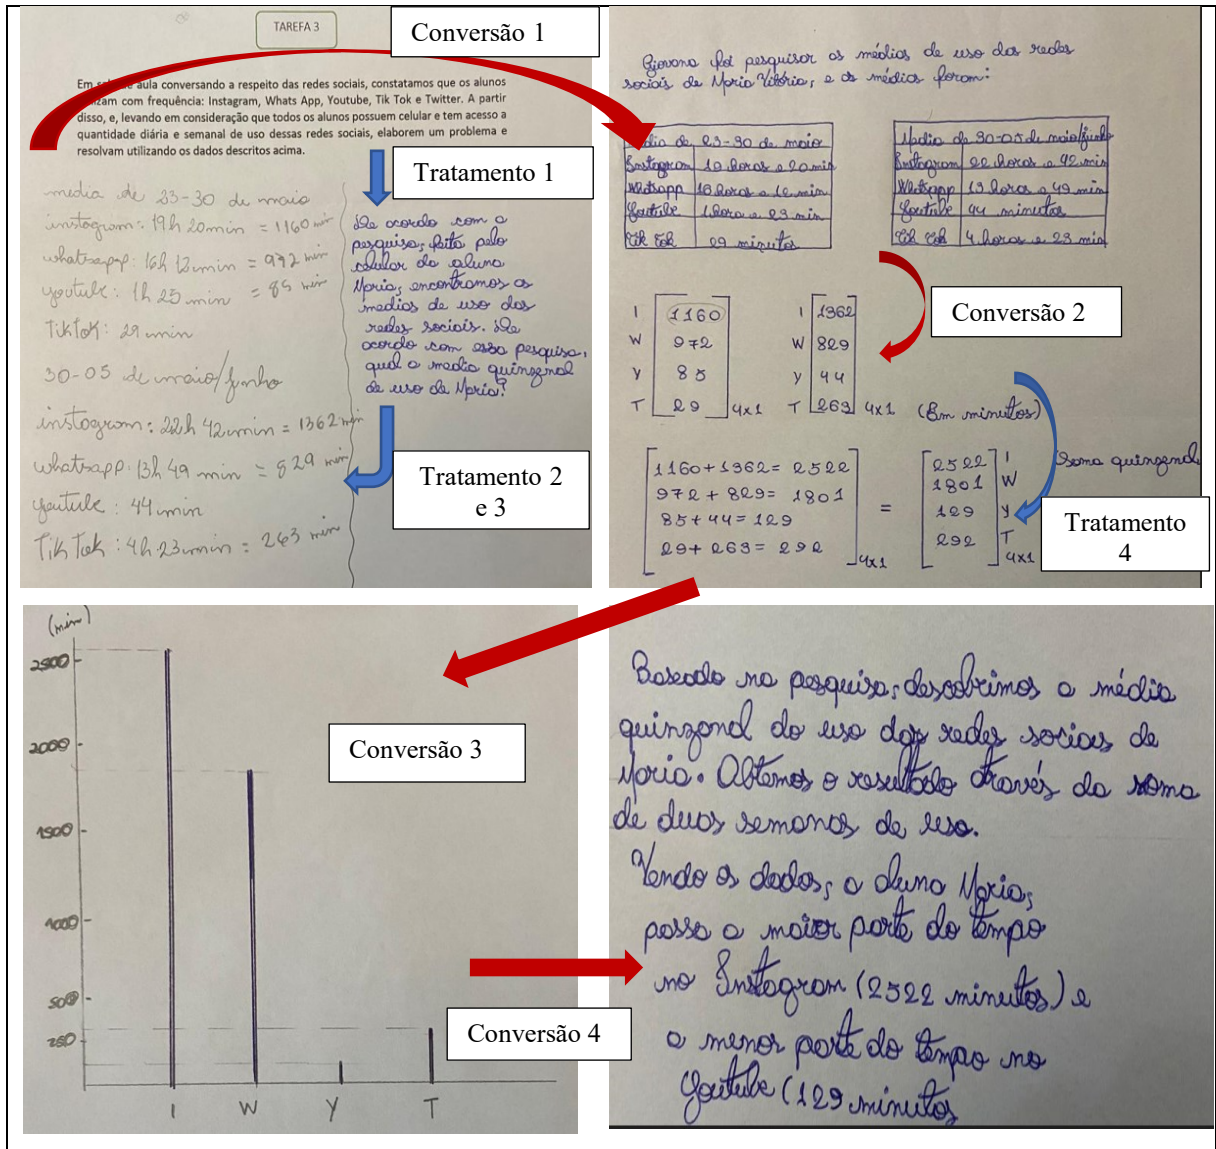 TAREFA 3
Conversão 1
Em aula conversando a respeito das redes sociais, constatamos que os alunos
com frequência: Instagram, Whats App, Youtube, Tik Tok e Twitter. A partir
disso, e, levando em consideração que todos os alunos possuem celular e tem acesso a
quantidade diária e semanal de uso dessas redes sociais, elaborem um problema e
resolvam utilizando os dados descritos acima.
Tratamento 1
media de 23-30 de maio
instagram: 19h 20min = 1160 min
whatsapp: 16h 12min = 972 min
youtube: 1h 25 min = 85 min
TikTok: 29 min
30-05 de maio/junho
instagram: 22h 42min = 1362 min
whatsapp: 13h 49 min = 829 min
youtube: 44 min
Tik Tok: 4h 23min = 263 min
De acordo com a
pesquisa, feita pelo
celular da aluna
Maria, encontramos as
medias de uso das
redes sociais. De
acordo com essa pesquisa,
qual a media quinzenal
de uso de Maria?
Tratamento 2
e 3
Giovana foi pesquisar as médias de uso das redes
sociais de Maria Vitória, e as médias foram:
Média de 23-30 de maio
Instagram 19 horas e 20 min
Whatsapp 16 horas e 12 min
Youtube 1 hora e 25 min
Tik Tok 29 minutos
Media de 30-05 de maio/junho
Instagram 22 horas e 42 min
Whatsapp 13 horas e 49 min
Youtube 44 minutos
Tik Tok 4 horas e 23 min
Conversão 2
I 1160
W 972
Y 85
T 29 4x1
I 1362
W 829
Y 44
T 263 4x1 (Em minutos)
1160+1362= 2522
972 + 829= 1801
85+44=129
29+ 263= 292 4x1
=
2522 I
1801 W
129 Y
292 T
4x1
Soma quinzenal
Tratamento
4
(min)
2500
2000
1500
1000
500
250
I W Y T
Conversão 3
Conversão 4
Baseado na pesquisa, descobrimos a média
quinzenal do uso das redes sociais de
Maria. Obtemos o resultado através da soma
de duas semanas de uso.
Vendo os dados, a aluna Maria,
passa a maior parte do tempo
no Instagram (2522 minutos) e
a menor parte do tempo no
Youtube (129 minutos